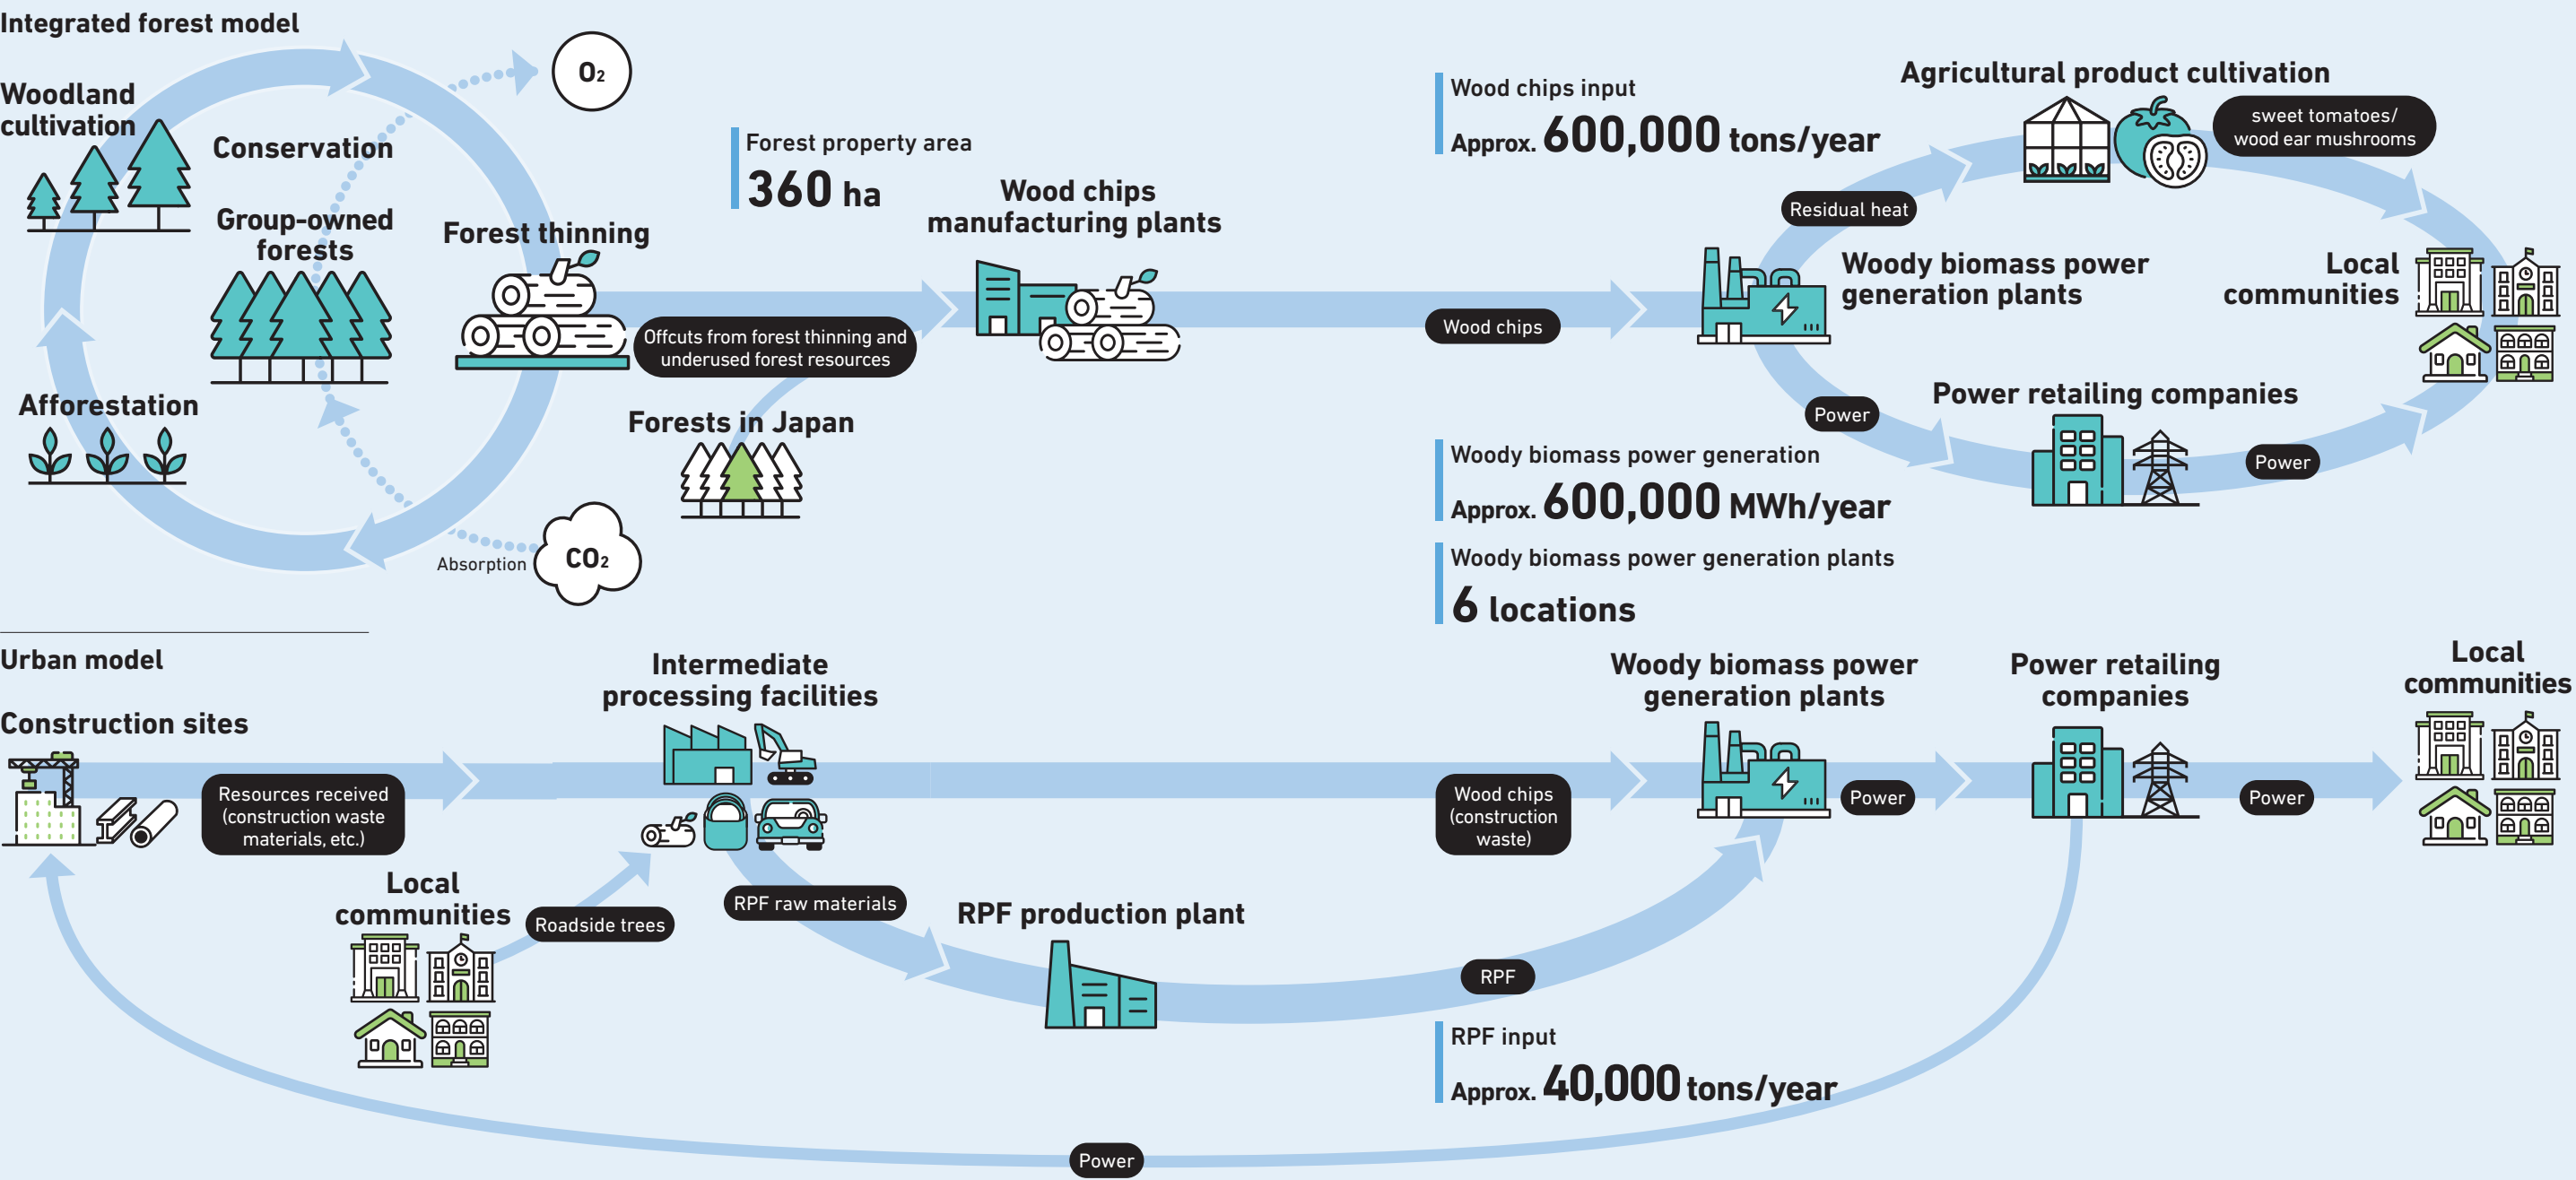 Integrated forest model
Woodland
cultivation
Conservation
Group-owned
forests
Afforestation
O₂
Forest thinning
Absorption
CO₂
Forest property area
360 ha
Offcuts from forest thinning and
underused forest resources
Forests in Japan
Wood chips
manufacturing plants
Wood chips
Wood chips input
Approx. 600,000 tons/year
Residual heat
Agricultural product cultivation
sweet tomatoes/
wood ear mushrooms
Woody biomass power
generation plants
Local
communities
Power
Power retailing companies
Power
Woody biomass power generation
Approx. 600,000 MWh/year
Woody biomass power generation plants
6 locations
Urban model
Construction sites
Resources received
(construction waste
materials, etc.)
Local
communities
Roadside trees
Intermediate
processing facilities
RPF raw materials
RPF production plant
RPF
RPF input
Approx. 40,000 tons/year
Wood chips
(construction
waste)
Woody biomass power
generation plants
Power
Power retailing
companies
Power
Local
communities
Power